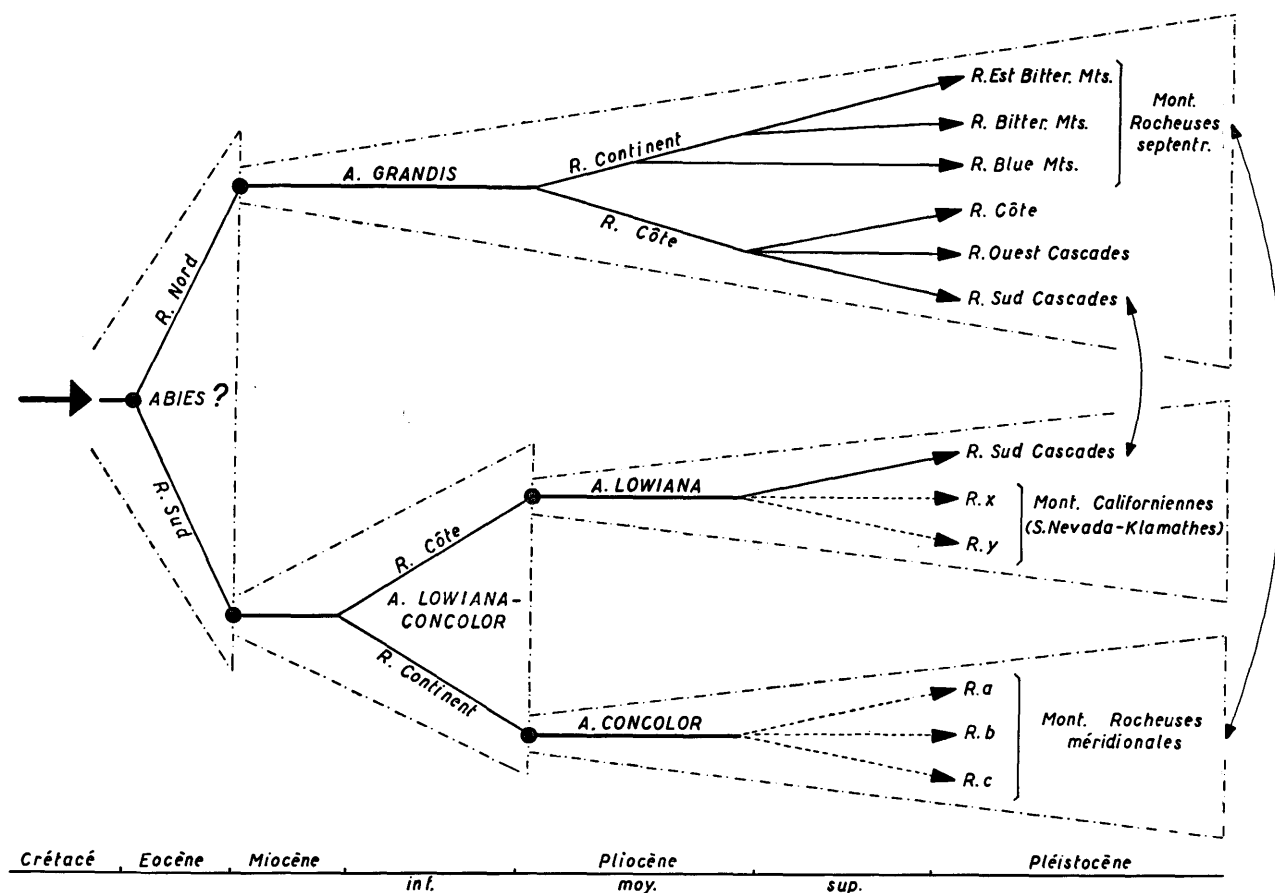 R. Est Bitter. Mts.
R. Bitter. Mts.
R. Blue Mts.
Mont.
Rocheuses
septentr.
R. Continent
A. GRANDIS
R. Côte
R. Côte
R. Ouest Cascades
R. Sud Cascades
R. Nord
ABIES ?
R. Sud
R. Sud Cascades
A. LOWIANA
R. x
R. y
Mont. Californiennes
(S. Nevada-Klamathes)
R. Côte
A. LOWIANA-
CONCOLOR
R. Continent
A. CONCOLOR
R. a
R. b
R. c
Mont. Rocheuses
méridionales
Crétacé Eocène Miocène Pliocène Pléistocène
inf. moy. sup.